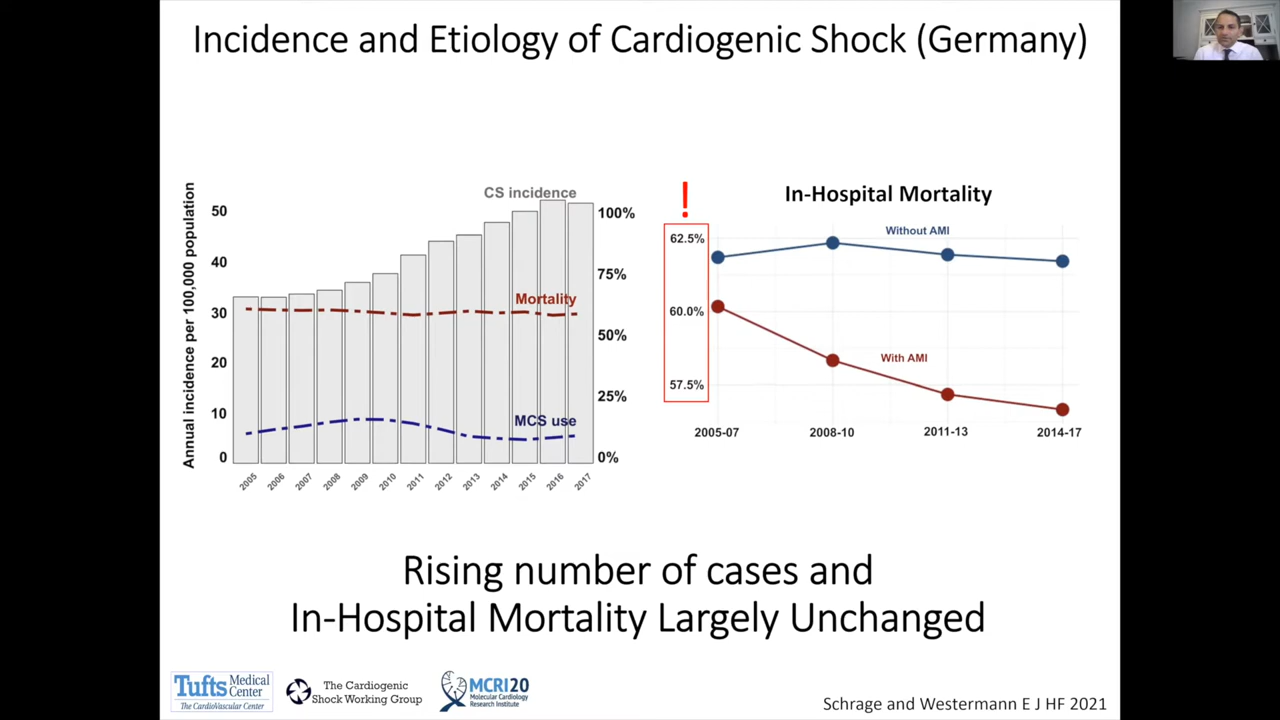 Incidence and Etiology of Cardiogenic Shock (Germany)
Annual incidence per 100,000 population
50
40
30
20
10
0
CS incidence
Mortality
MCS use
100%
75%
50%
25%
0%
2005
2006
2007
2008
2009
2010
2011
2012
2013
2014
2015
2016
2017
!
In-Hospital Mortality
62.5%
60.0%
57.5%
Without AMI
With AMI
2005-07
2008-10
2011-13
2014-17
Rising number of cases and
In-Hospital Mortality Largely Unchanged
Tufts Medical
Center
The CardioVascular Center
The Cardiogenic
Shock Working Group
MCRI20
Molecular Cardiology
Research Institute
Schrage and Westermann E J HF 2021